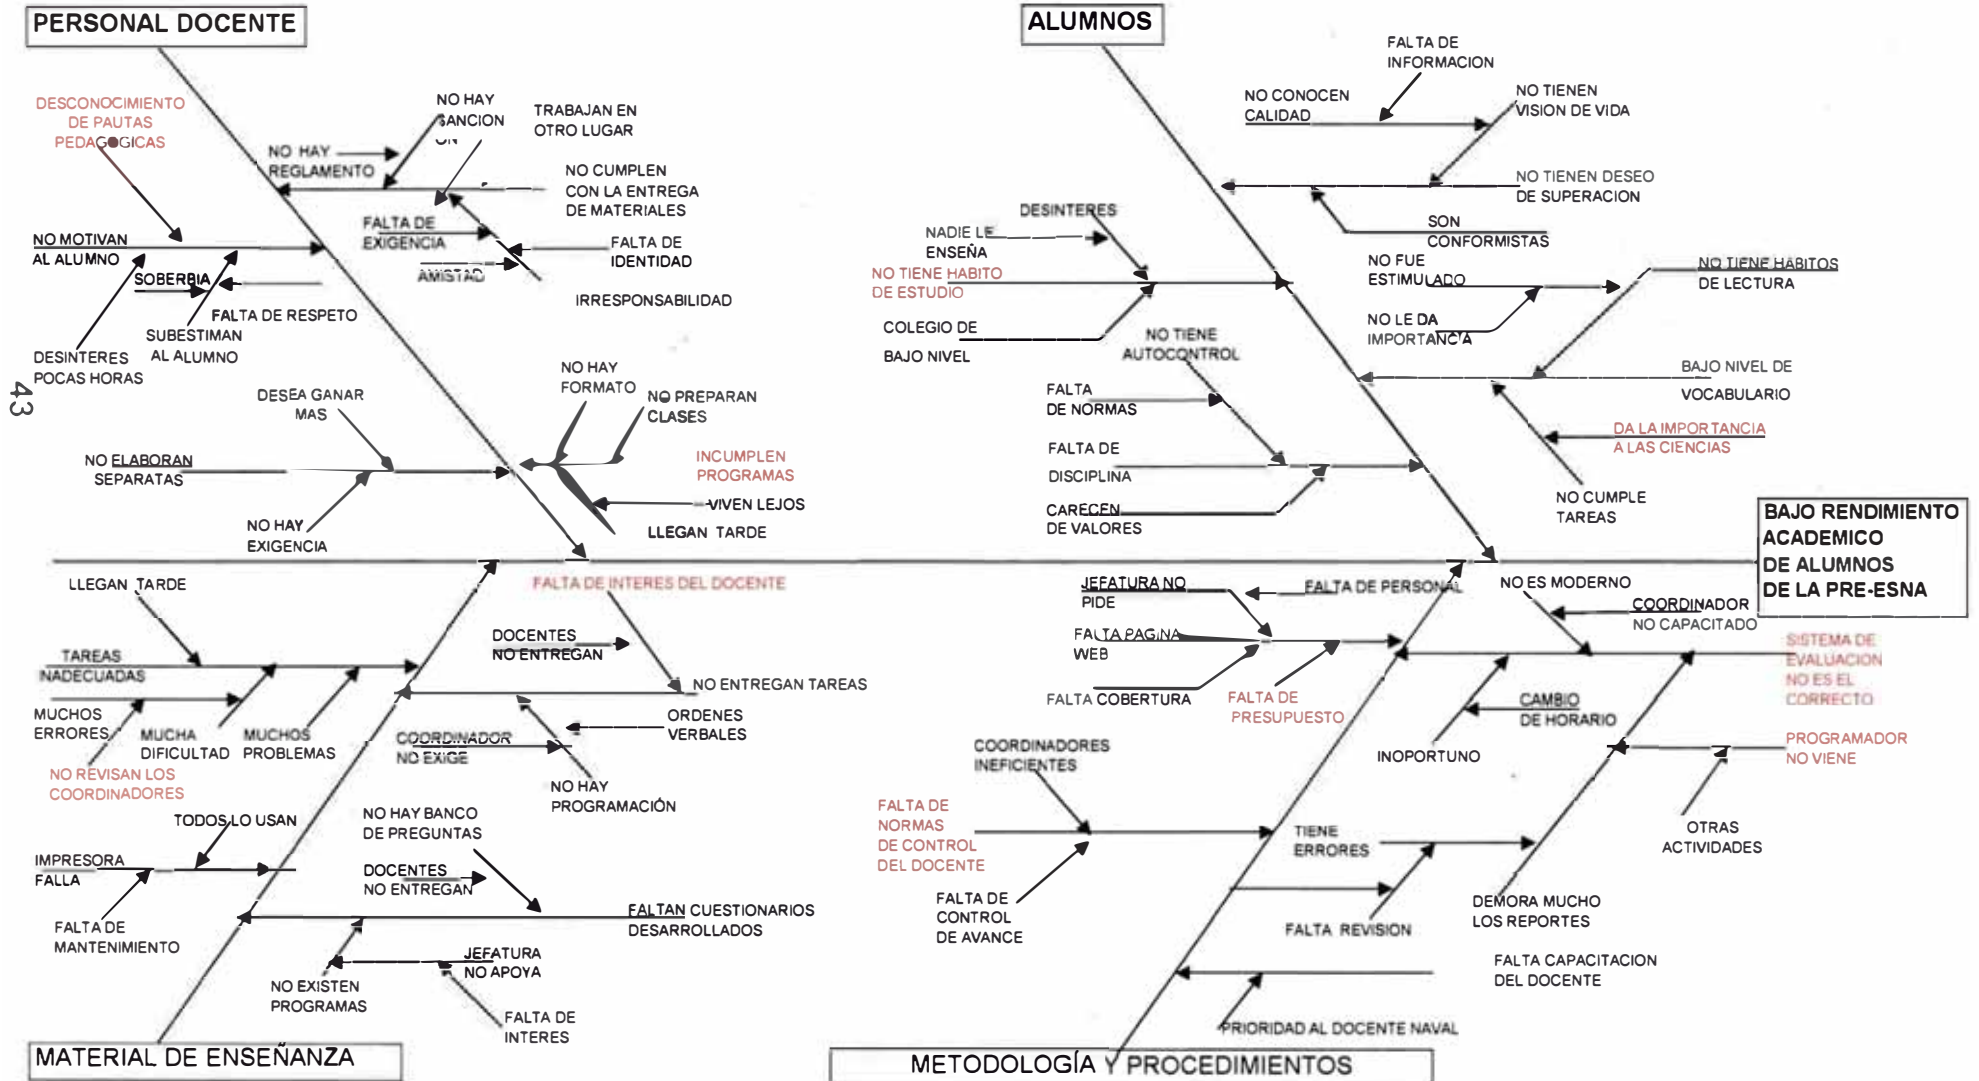 PERSONAL DOCENTE
ALUMNOS
DESCONOCIMIENTO
DE PAUTAS
PEDAGOGICAS
NO HAY
SANCION
ON
TRABAJAN EN
OTRO LUGAR
NO HAY
REGLAMENTO
NO CUMPLEN
CON LA ENTREGA
DE MATERIALES
FALTA DE
EXIGENCIA
AMISTAD
FALTA DE
IDENTIDAD
IRRESPONSABILIDAD
NO MOTIVAN
AL ALUMNO
SOBERBIA
FALTA DE RESPETO
SUBESTIMAN
AL ALUMNO
DESINTERES
POCAS HORAS
43
DESEA GANAR
MAS
NO HAY
FORMATO
NO PREPARAN
CLASES
INCUMPLEN
PROGRAMAS
NO ELABORAN
SEPARATAS
VIVEN LEJOS
NO HAY
EXIGENCIA
LLEGAN TARDE
FALTA DE
INFORMACION
NO CONOCEN
CALIDAD
NO TIENEN
VISION DE VIDA
NO TIENEN DESEO
DE SUPERACION
SON
CONFORMISTAS
DESINTERES
NADIE LE
ENSEÑA
NO TIENE HABITO
DE ESTUDIO
COLEGIO DE
BAJO NIVEL
NO FUE
ESTIMULADO
NO LE DA
IMPORTANCIA
NO TIENE HABITOS
DE LECTURA
NO TIENE
AUTOCONTROL
BAJO NIVEL DE
VOCABULARIO
FALTA
DE NORMAS
DA LA IMPORTANCIA
A LAS CIENCIAS
FALTA DE
DISCIPLINA
CARECEN
DE VALORES
NO CUMPLE
TAREAS
BAJO RENDIMIENTO
ACADEMICO
DE ALUMNOS
DE LA PRE-ESNA
LLEGAN TARDE
FALTA DE INTERES DEL DOCENTE
DOCENTES
NO ENTREGAN
TAREAS
INADECUADAS
NO ENTREGAN TAREAS
MUCHOS
ERRORES
MUCHA
DIFICULTAD
MUCHOS
PROBLEMAS
NO REVISAN LOS
COORDINADORES
ORDENES
VERBALES
COORDINADOR
NO EXIGE
NO HAY
PROGRAMACIÓN
TODOS LO USAN
NO HAY BANCO
DE PREGUNTAS
IMPRESORA
FALLA
DOCENTES
NO ENTREGAN
FALTA DE
MANTENIMIENTO
FALTAN CUESTIONARIOS
DESARROLLADOS
JEFATURA
NO APOYA
NO EXISTEN
PROGRAMAS
FALTA DE
INTERES
JEFATURA NO
PIDE
FALTA DE PERSONAL
NO ES MODERNO
COORDINADOR
NO CAPACITADO
FALTA PAGINA
WEB
SISTEMA DE
EVALUACION
NO ES EL
CORRECTO
FALTA COBERTURA
FALTA DE
PRESUPUESTO
CAMBIO
DE HORARIO
INOPORTUNO
PROGRAMADOR
NO VIENE
COORDINADORES
INEFICIENTES
FALTA DE
NORMAS
DE CONTROL
DEL DOCENTE
TIENE
ERRORES
OTRAS
ACTIVIDADES
FALTA DE
CONTROL
DE AVANCE
FALTA REVISION
DEMORA MUCHO
LOS REPORTES
FALTA CAPACITACION
DEL DOCENTE
PRIORIDAD AL DOCENTE NAVAL
MATERIAL DE ENSEÑANZA
METODOLOGÍA Y PROCEDIMIENTOS